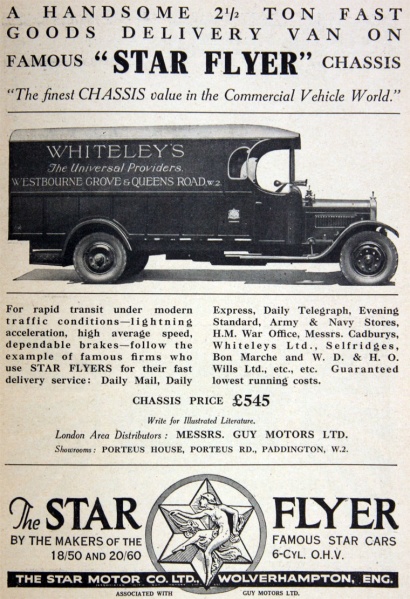 A HANDSOME 2½ TON FAST
GOODS DELIVERY VAN ON
FAMOUS "STAR FLYER" CHASSIS
"The finest CHASSIS value in the Commercial Vehicle World."
WHITELEY'S
The Universal Providers,
WESTBOURNE GROVE & QUEENS ROAD, W.2.
For rapid transit under modern
traffic conditions—lightning
acceleration, high average speed,
dependable brakes—follow the
example of famous firms who
use STAR FLYERS for their fast
delivery service: Daily Mail, Daily
Express, Daily Telegraph, Evening
Standard, Army & Navy Stores,
H.M. War Office, Messrs. Cadburys,
Whiteleys Ltd., Selfridges,
Bon Marche and W. D. & H. O.
Wills Ltd., etc., etc. Guaranteed
lowest running costs.
CHASSIS PRICE £545
Write for Illustrated Literature.
London Area Distributors: MESSRS. GUY MOTORS LTD.
Showrooms: PORTEUS HOUSE, PORTEUS RD., PADDINGTON, W.2.
The STAR FLYER
BY THE MAKERS OF THE FAMOUS STAR CARS
18/50 AND 20/60 6-CYL. O.H.V.
THE STAR MOTOR CO. LTD., WOLVERHAMPTON, ENG.
ASSOCIATED WITH GUY MOTORS LTD.